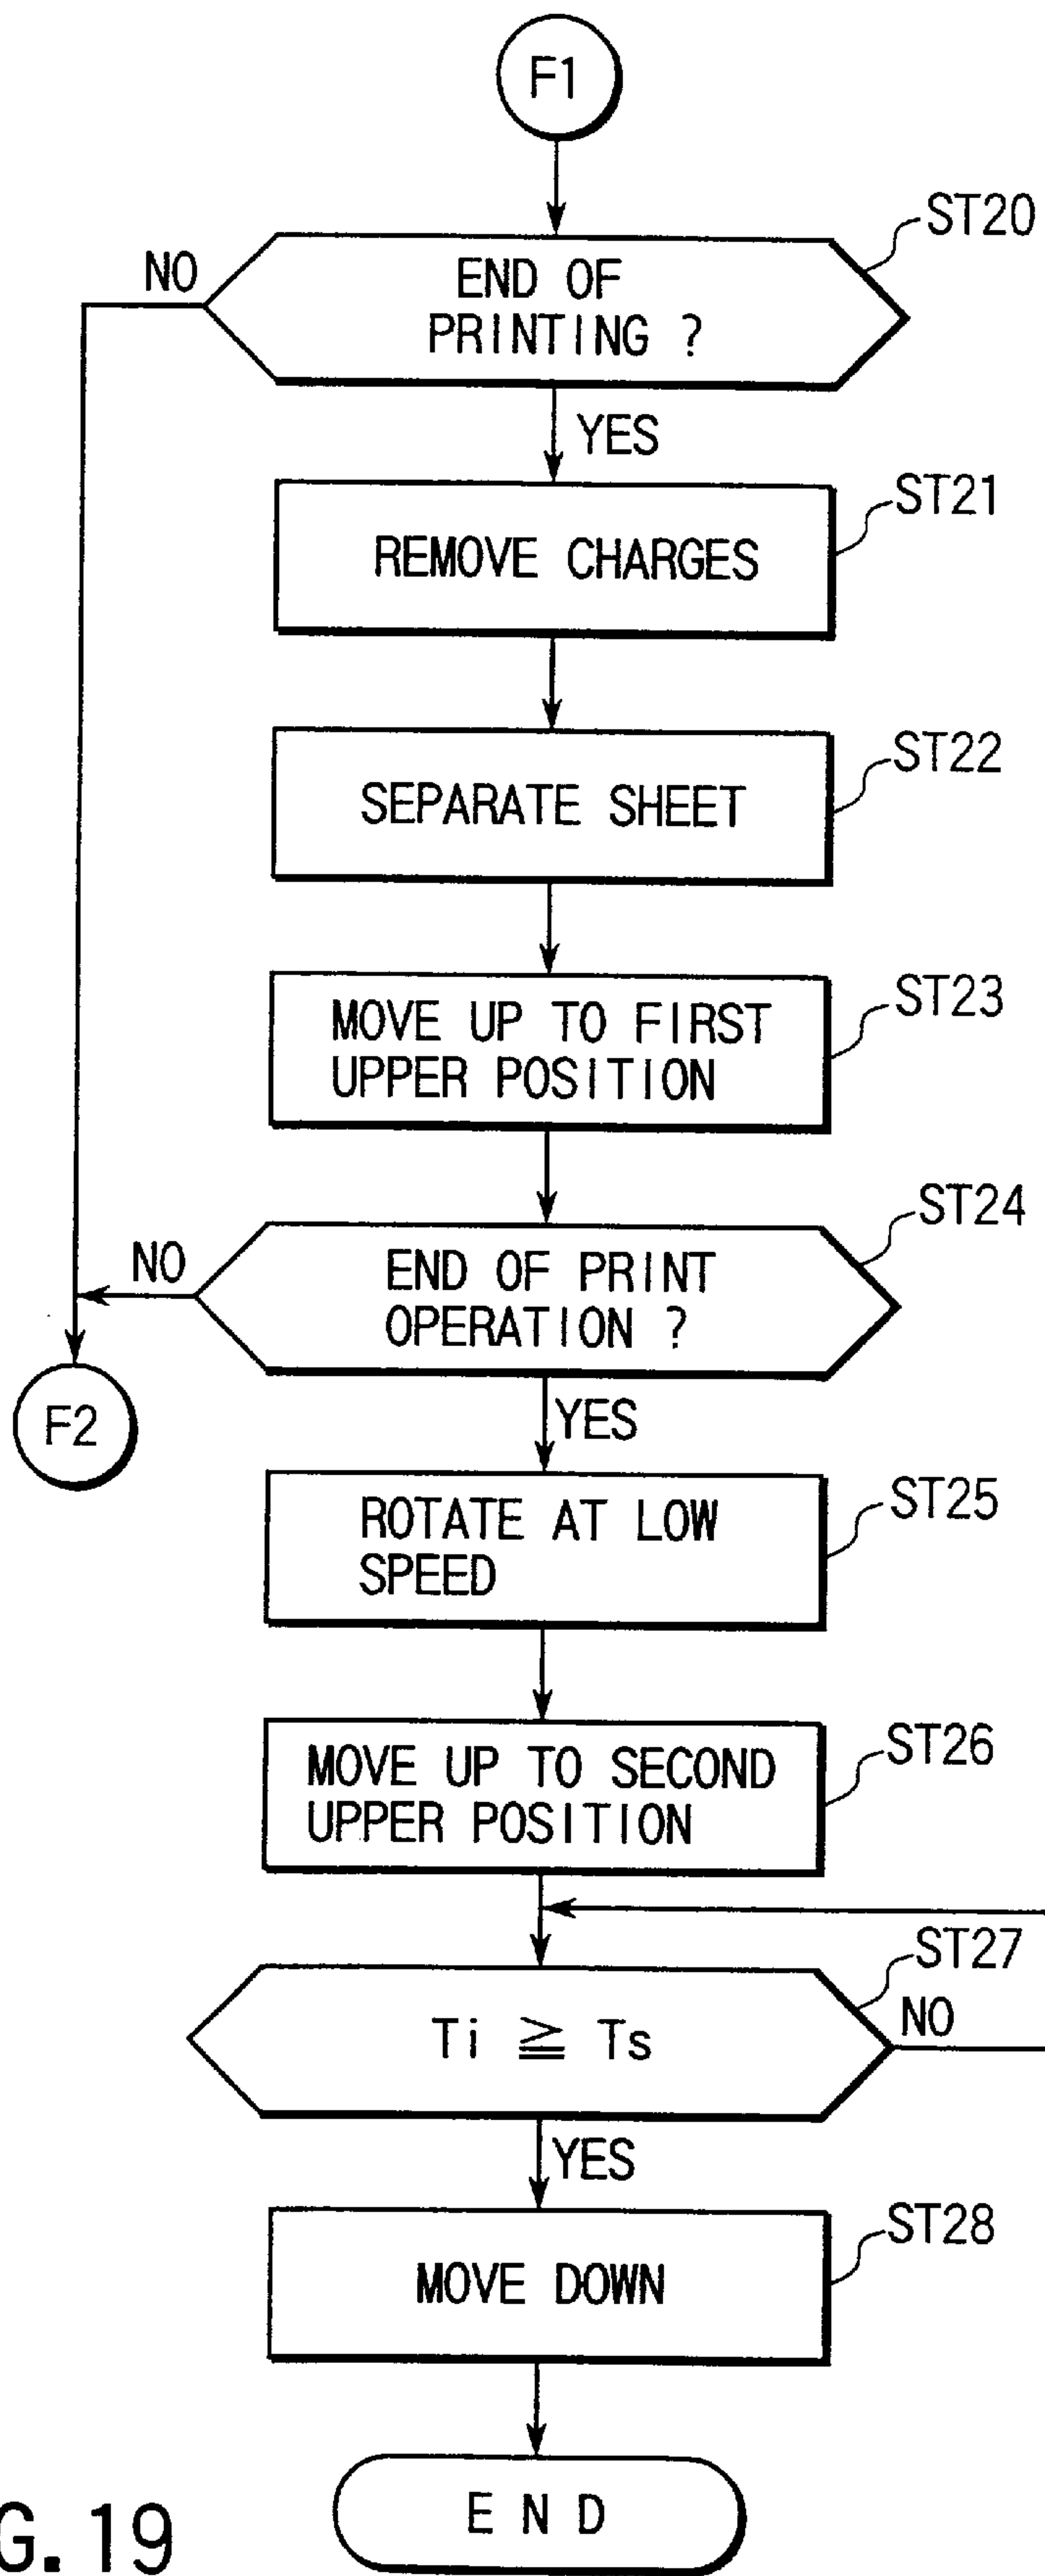 F1
ST20
NO
END OF
PRINTING ?
YES
ST21
REMOVE CHARGES
ST22
SEPARATE SHEET
ST23
MOVE UP TO FIRST
UPPER POSITION
ST24
NO
END OF PRINT
OPERATION ?
F2
YES
ST25
ROTATE AT LOW
SPEED
ST26
MOVE UP TO SECOND
UPPER POSITION
ST27
NO
Ti ≧ Ts
YES
ST28
MOVE DOWN
END
G.19